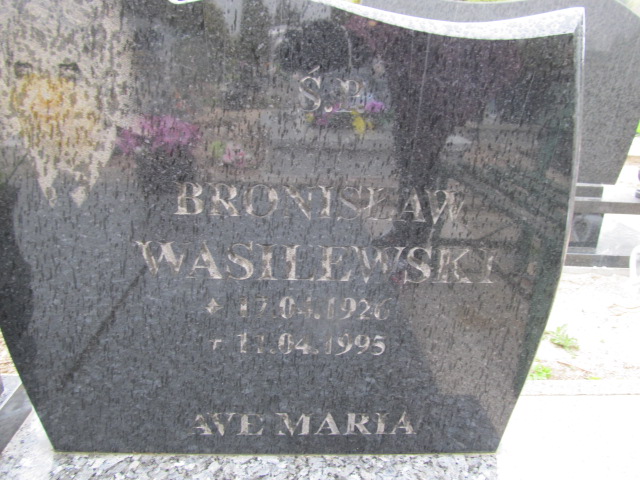 Ś.P.
BRONISŁAW
WASILEWSKI
* 17.04.1926
† 11.04.1995
AVE MARIA